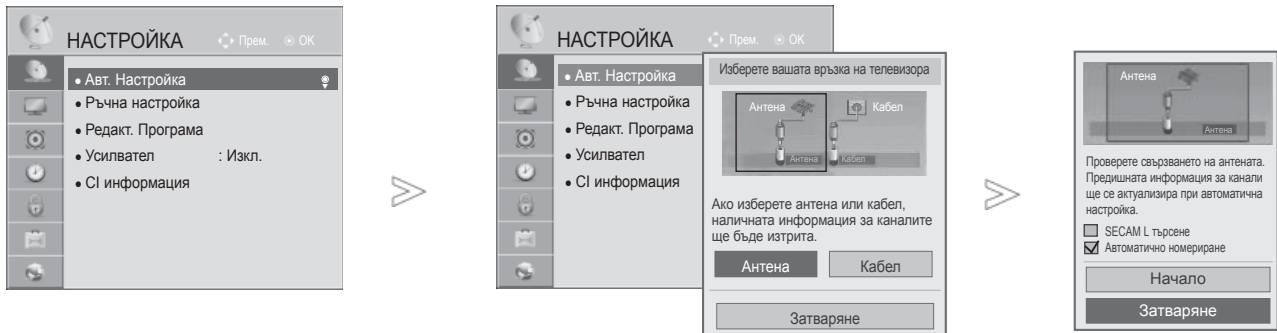 НАСТРОЙКА Прем. OK
• Авт. Настройка
• Ръчна настройка
• Редакт. Програма
• Усилвател : Изкл.
• CI информация
НАСТРОЙКА Прем. OK
• Авт. Настройка
• Ръчна настройка
• Редакт. Програма
• Усилвател
• CI информация
Изберете вашата връзка на телевизора
Антена Кабел
Антена Кабел
Ако изберете антена или кабел,
наличната информация за каналите
ще бъде изтрита.
Антена Кабел
Затваряне
Антена
Антена
Проверете свързването на антената.
Предишната информация за канали
ще се актуализира при автоматична
настройка.
SECAM L търсене
Автоматично номериране
Начало
Затваряне